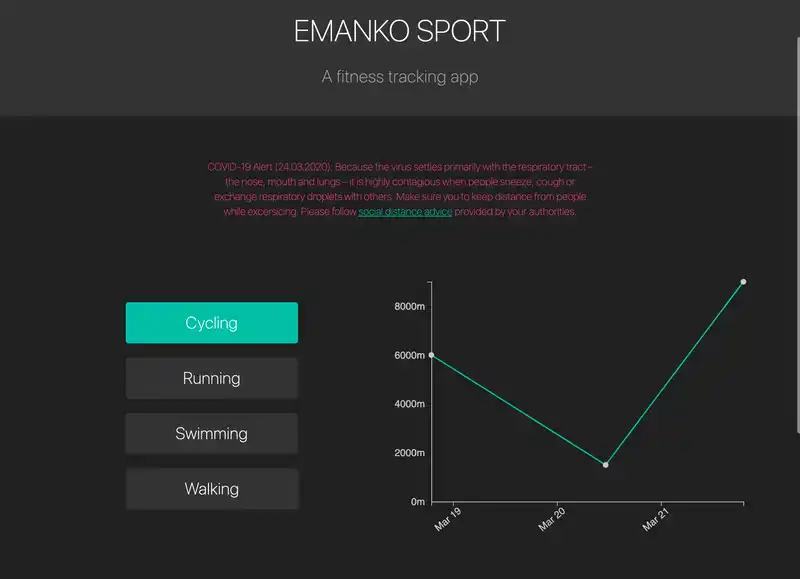 EMANKO SPORT
A fitness tracking app
COVID-19 Alert (24.03.2020): Because the virus settles primarily with the respiratory tract –
the nose, mouth and lungs – it is highly contagious when people sneeze, cough or
exchange respiratory droplets with others. Make sure you to keep distance from people
while excersicing. Please follow social distance advice provided by your authorities.
Cycling
Running
Swimming
Walking
8000m
6000m
4000m
2000m
0m
Mar 19
Mar 20
Mar 21